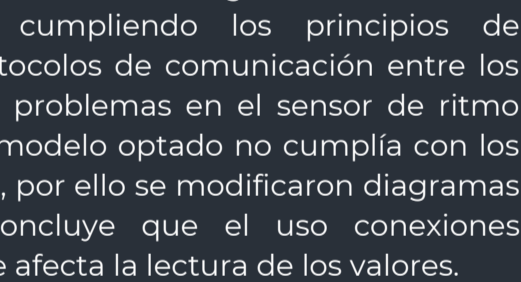 cumpliendo los principios de
tocolos de comunicación entre los
problemas en el sensor de ritmo
modelo optado no cumplía con los
, por ello se modificaron diagramas
oncluye que el uso conexiones
e afecta la lectura de los valores.